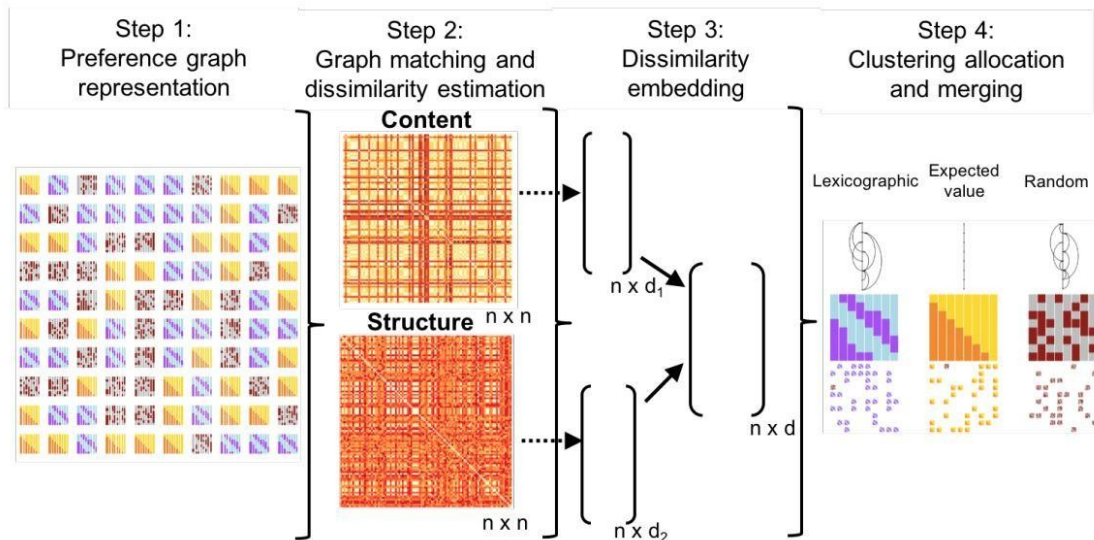 Step 1:
Preference graph
representation
Step 2:
Graph matching and
dissimilarity estimation
Step 3:
Dissimilarity
embedding
Step 4:
Clustering allocation
and merging
Content
n x n
Structure
n x n
n x d₁
n x d₂
n x d
Lexicographic
Expected
value
Random